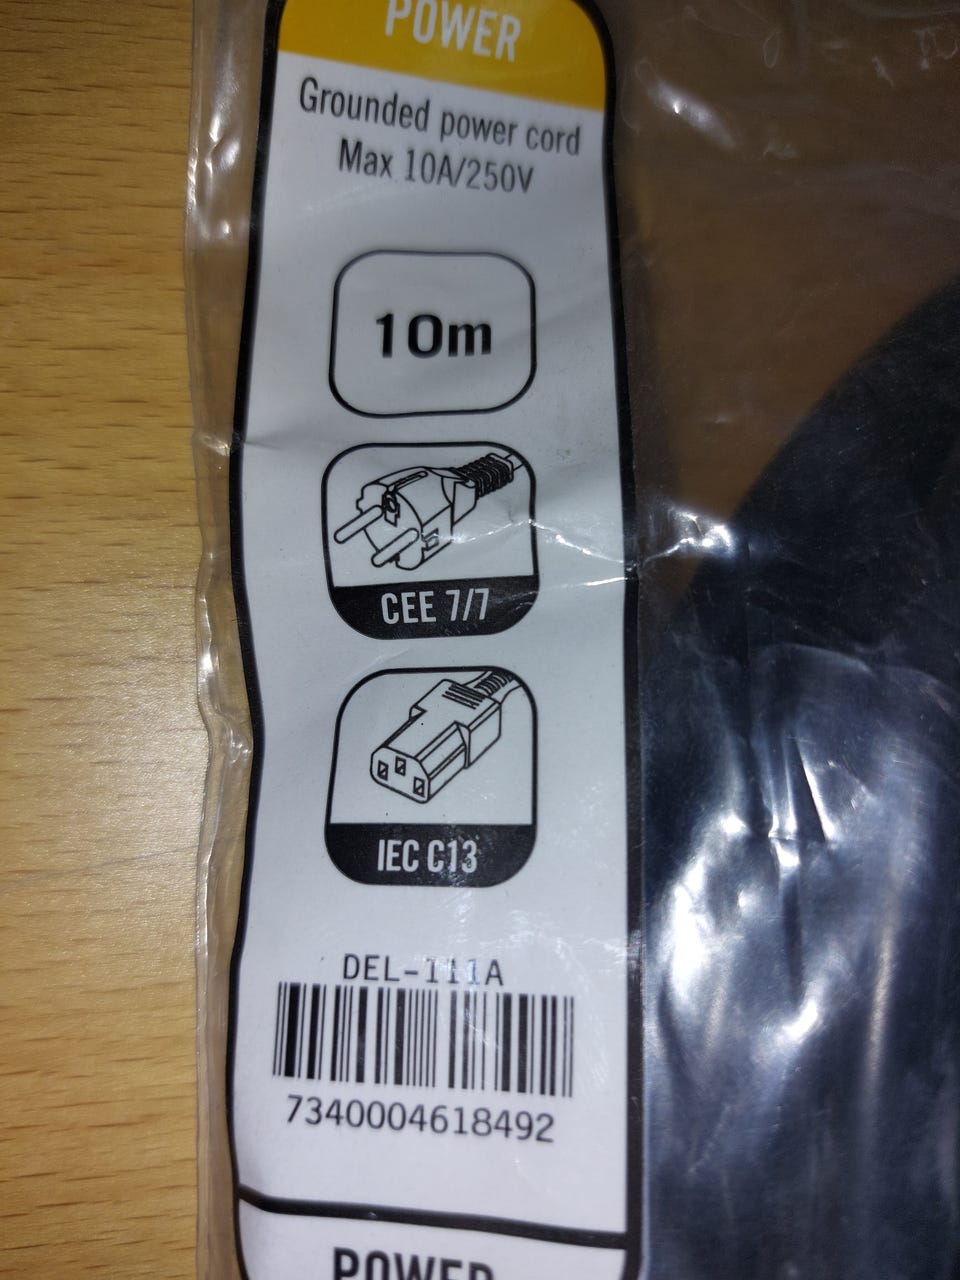 POWER
Grounded power cord
Max 10A/250V
10m
CEE 7/7
IEC C13
DEL-111A
7340004618492
POWER